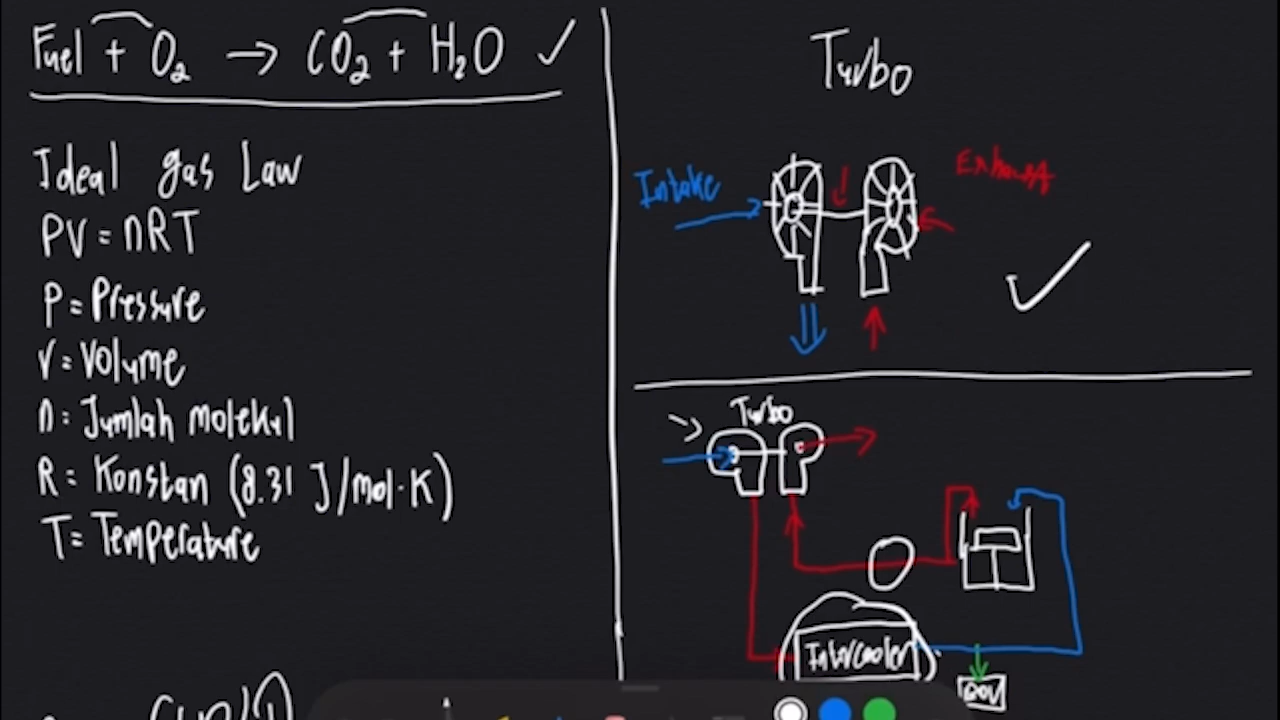 Fuel + O₂ → CO₂ + H₂O ✓
Ideal gas Law
PV = nRT
P = Pressure
V = Volume
n = Jumlah molekul
R = Konstan (8.31 J/mol·K)
T = Temperature
Turbo
Intake
Exhaust
Turbo
Intercooler
BOV